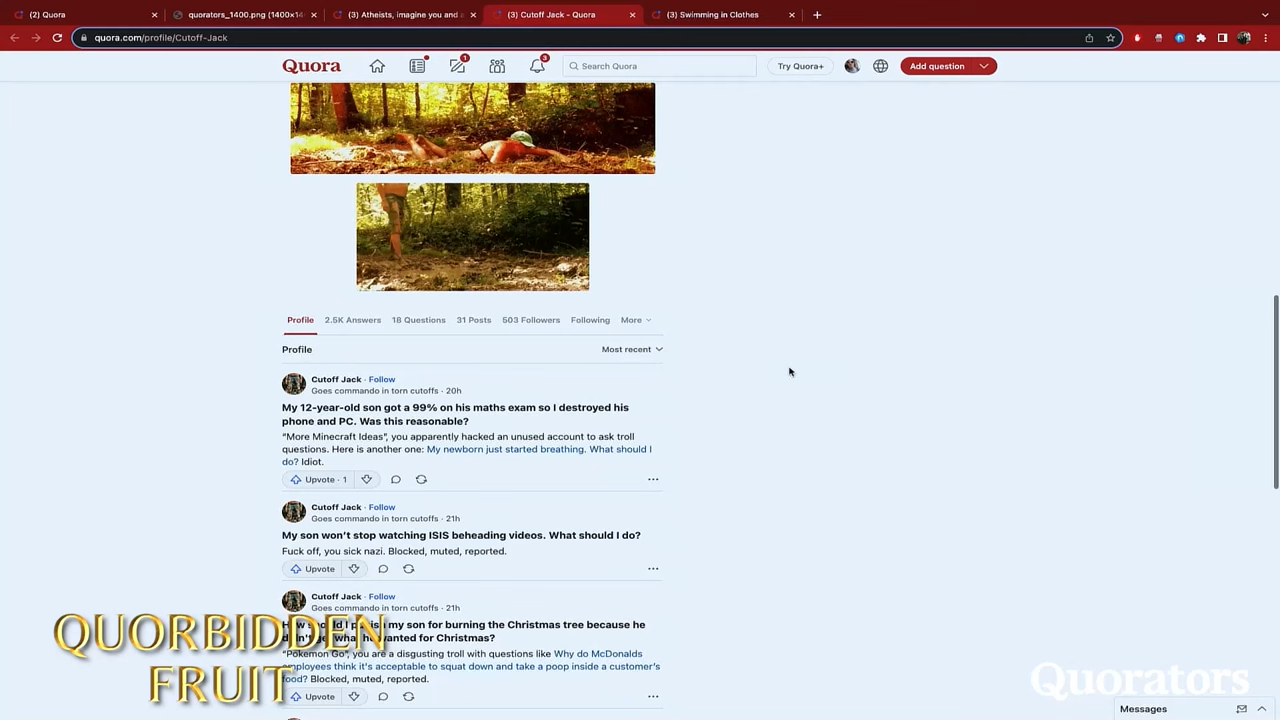 (2) Quora
quorators_1400.png (1400×14
(3) Atheists, imagine you and a
(3) Cutoff Jack - Quora
(3) Swimming in Clothes
quora.com/profile/Cutoff-Jack
Quora
1
3
Search Quora
Try Quora+
Add question
Profile
2.5K Answers
18 Questions
31 Posts
503 Followers
Following
More
Profile
Most recent
Cutoff Jack · Follow
Goes commando in torn cutoffs · 20h
My 12-year-old son got a 99% on his maths exam so I destroyed his
phone and PC. Was this reasonable?
“More Minecraft Ideas”, you apparently hacked an unused account to ask troll
questions. Here is another one: My newborn just started breathing. What should I
do? Idiot.
Upvote · 1
Cutoff Jack · Follow
Goes commando in torn cutoffs · 21h
My son won’t stop watching ISIS beheading videos. What should I do?
Fuck off, you sick nazi. Blocked, muted, reported.
Upvote
Cutoff Jack · Follow
Goes commando in torn cutoffs · 21h
my son for burning the Christmas tree because he
wanted for Christmas?
“Pokemon Go”, you are a disgusting troll with questions like Why do McDonalds
employees think it's acceptable to squat down and take a poop inside a customer's
food? Blocked, muted, reported.
Upvote
QUORBIDDEN
FRUIT
Quorators
Messages